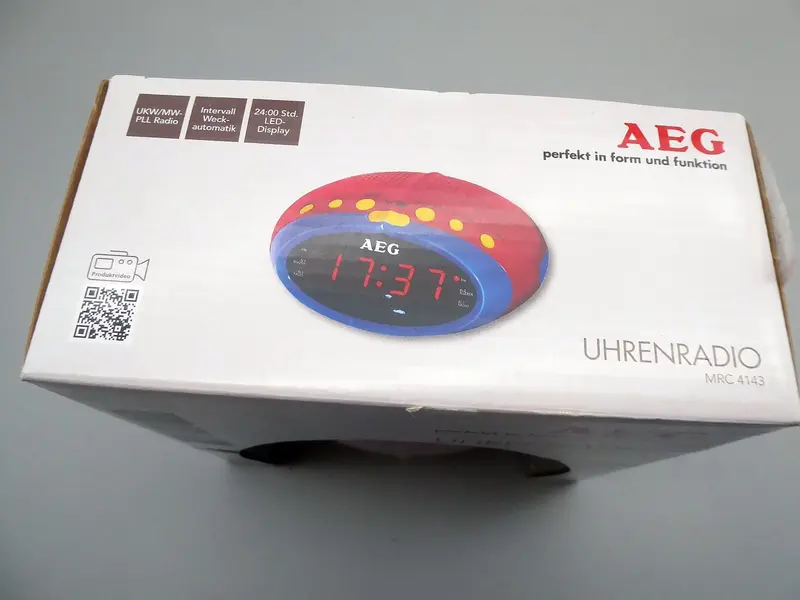 UKW/MW-
PLL Radio
Intervall
Weck-
automatik
24:00 Std.
LED-
Display
AEG
perfekt in form und funktion
AEG
17:37
Produktvideo
UHRENRADIO
MRC 4143